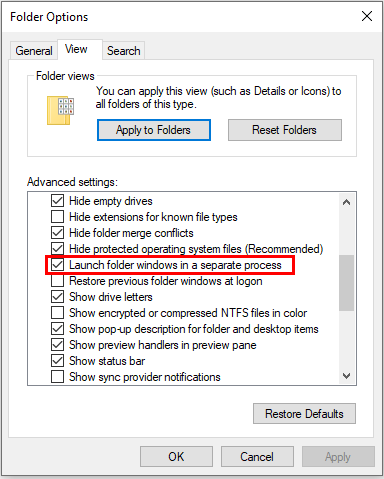 Folder Options
General
View
Search
Folder views
You can apply this view (such as Details or Icons) to
all folders of this type.
Apply to Folders
Reset Folders
Advanced settings:
Hide empty drives
Hide extensions for known file types
Hide folder merge conflicts
Hide protected operating system files (Recommended)
Launch folder windows in a separate process
Restore previous folder windows at logon
Show drive letters
Show encrypted or compressed NTFS files in color
Show pop-up description for folder and desktop items
Show preview handlers in preview pane
Show status bar
Show sync provider notifications
Restore Defaults
OK
Cancel
Apply